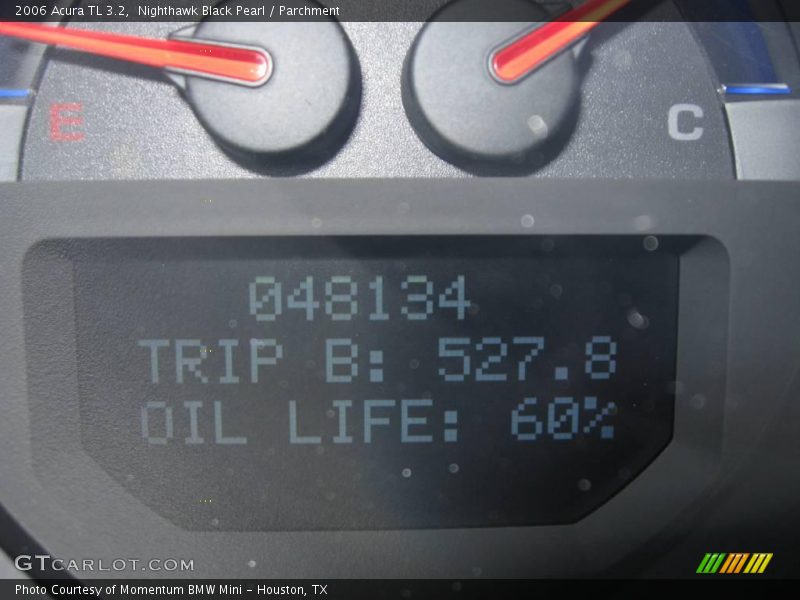 2006 Acura TL 3.2, Nighthawk Black Pearl / Parchment
E
C
048134
TRIP B: 527.8
OIL LIFE: 60%
GTCARLOT.COM
Photo Courtesy of Momentum BMW Mini – Houston, TX